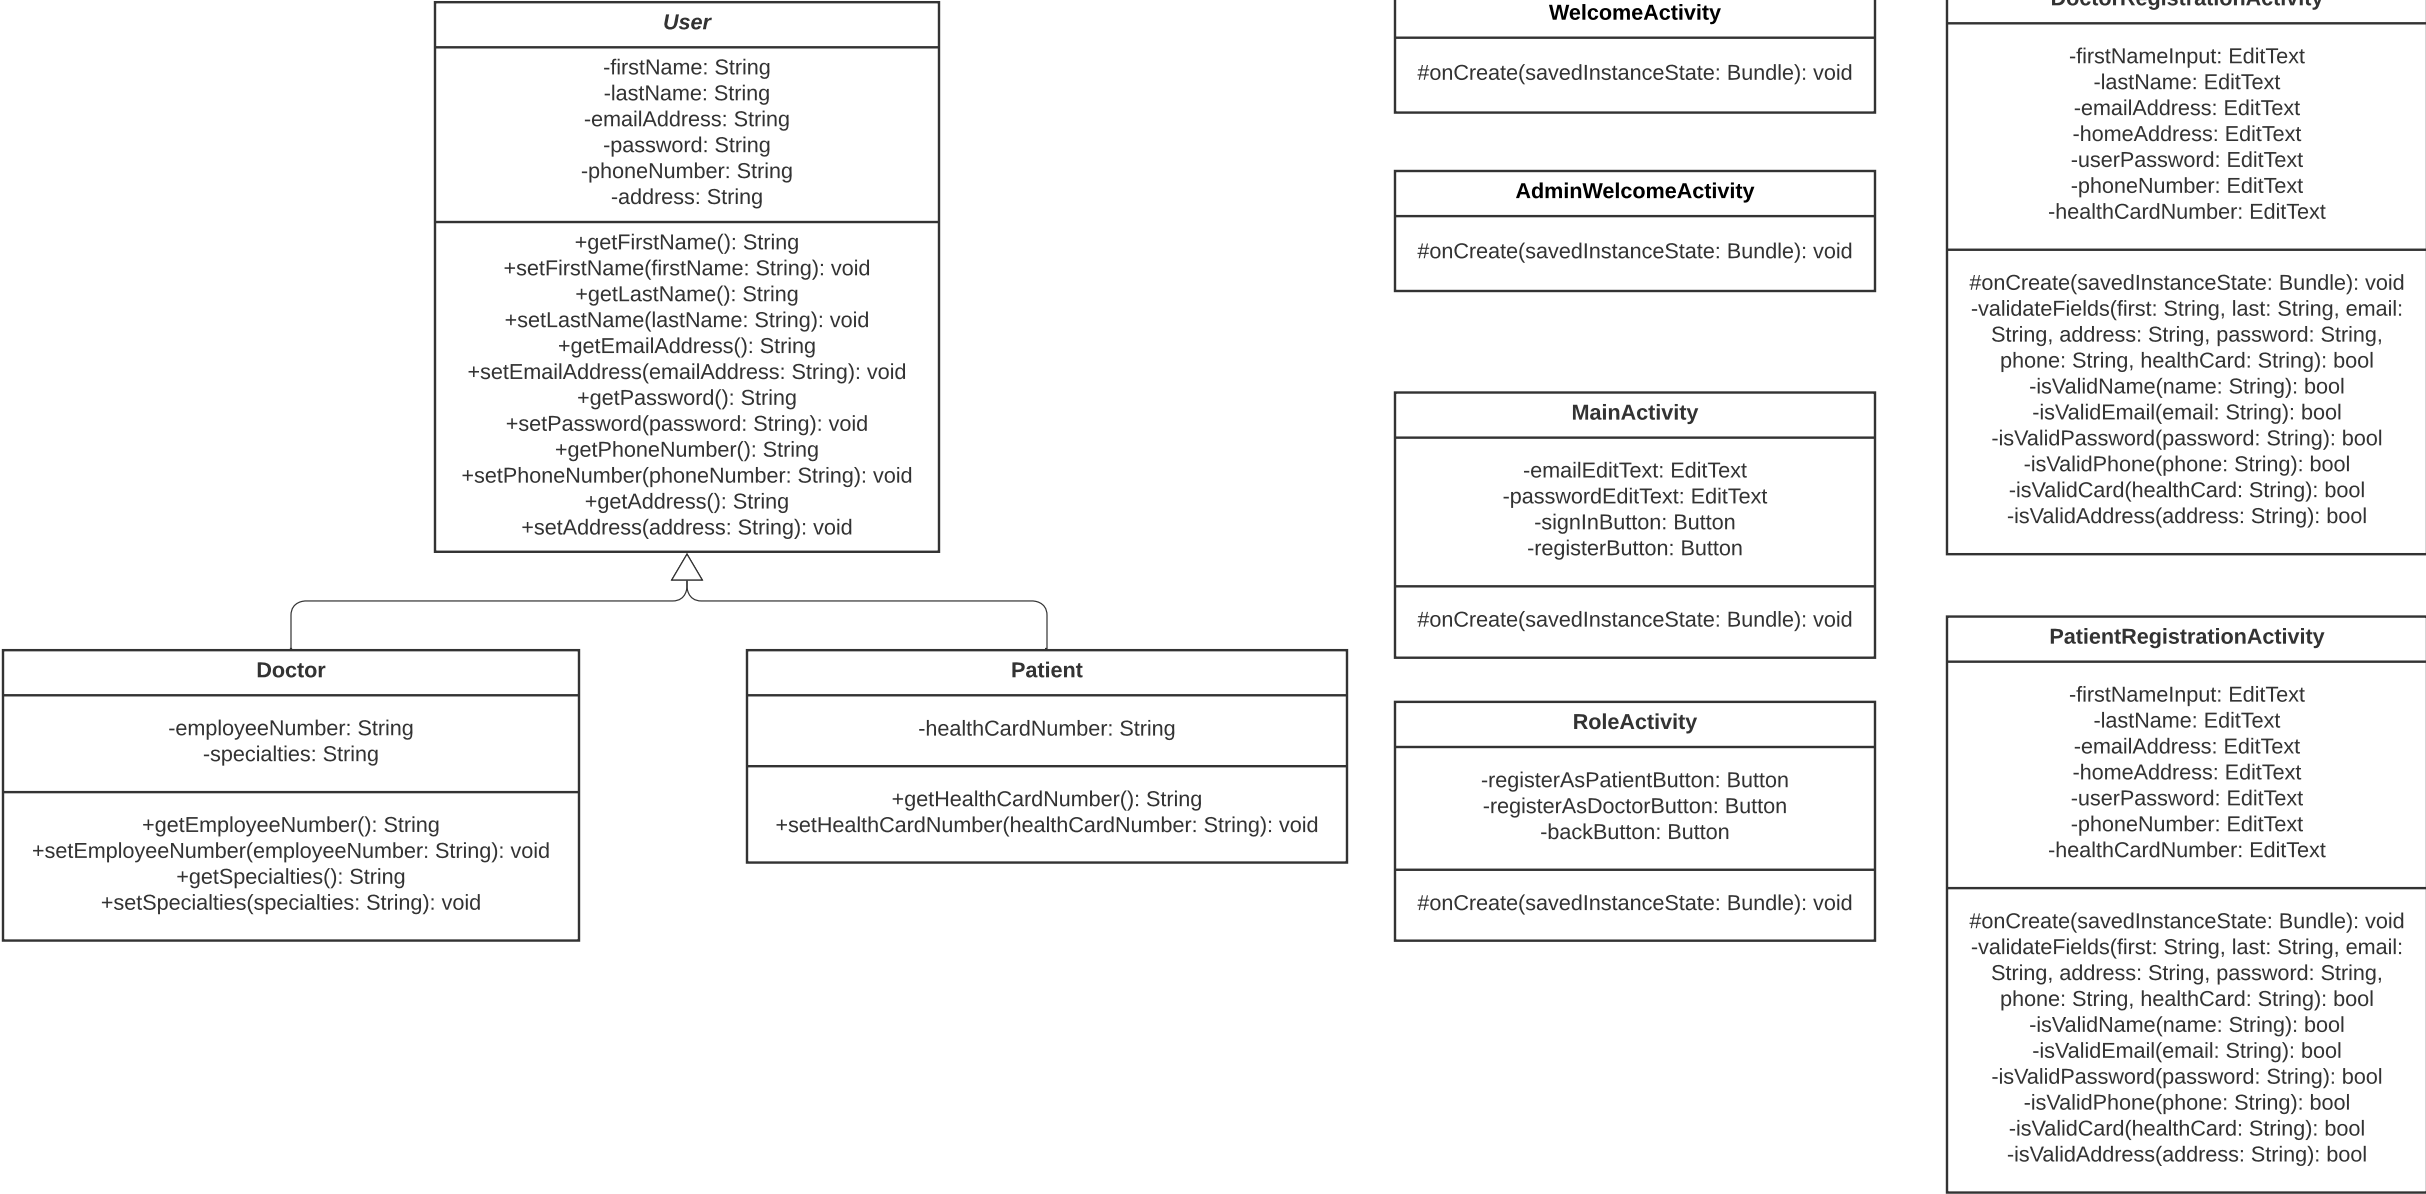 User
-firstName: String
-lastName: String
-emailAddress: String
-password: String
-phoneNumber: String
-address: String
+getFirstName(): String
+setFirstName(firstName: String): void
+getLastName(): String
+setLastName(lastName: String): void
+getEmailAddress(): String
+setEmailAddress(emailAddress: String): void
+getPassword(): String
+setPassword(password: String): void
+getPhoneNumber(): String
+setPhoneNumber(phoneNumber: String): void
+getAddress(): String
+setAddress(address: String): void
Doctor
-employeeNumber: String
-specialties: String
+getEmployeeNumber(): String
+setEmployeeNumber(employeeNumber: String): void
+getSpecialties(): String
+setSpecialties(specialties: String): void
Patient
-healthCardNumber: String
+getHealthCardNumber(): String
+setHealthCardNumber(healthCardNumber: String): void
WelcomeActivity
#onCreate(savedInstanceState: Bundle): void
AdminWelcomeActivity
#onCreate(savedInstanceState: Bundle): void
MainActivity
-emailEditText: EditText
-passwordEditText: EditText
-signInButton: Button
-registerButton: Button
#onCreate(savedInstanceState: Bundle): void
RoleActivity
-registerAsPatientButton: Button
-registerAsDoctorButton: Button
-backButton: Button
#onCreate(savedInstanceState: Bundle): void
DoctorRegistrationActivity
-firstNameInput: EditText
-lastName: EditText
-emailAddress: EditText
-homeAddress: EditText
-userPassword: EditText
-phoneNumber: EditText
-healthCardNumber: EditText
#onCreate(savedInstanceState: Bundle): void
-validateFields(first: String, last: String, email:
String, address: String, password: String,
phone: String, healthCard: String): bool
-isValidName(name: String): bool
-isValidEmail(email: String): bool
-isValidPassword(password: String): bool
-isValidPhone(phone: String): bool
-isValidCard(healthCard: String): bool
-isValidAddress(address: String): bool
PatientRegistrationActivity
-firstNameInput: EditText
-lastName: EditText
-emailAddress: EditText
-homeAddress: EditText
-userPassword: EditText
-phoneNumber: EditText
-healthCardNumber: EditText
#onCreate(savedInstanceState: Bundle): void
-validateFields(first: String, last: String, email:
String, address: String, password: String,
phone: String, healthCard: String): bool
-isValidName(name: String): bool
-isValidEmail(email: String): bool
-isValidPassword(password: String): bool
-isValidPhone(phone: String): bool
-isValidCard(healthCard: String): bool
-isValidAddress(address: String): bool